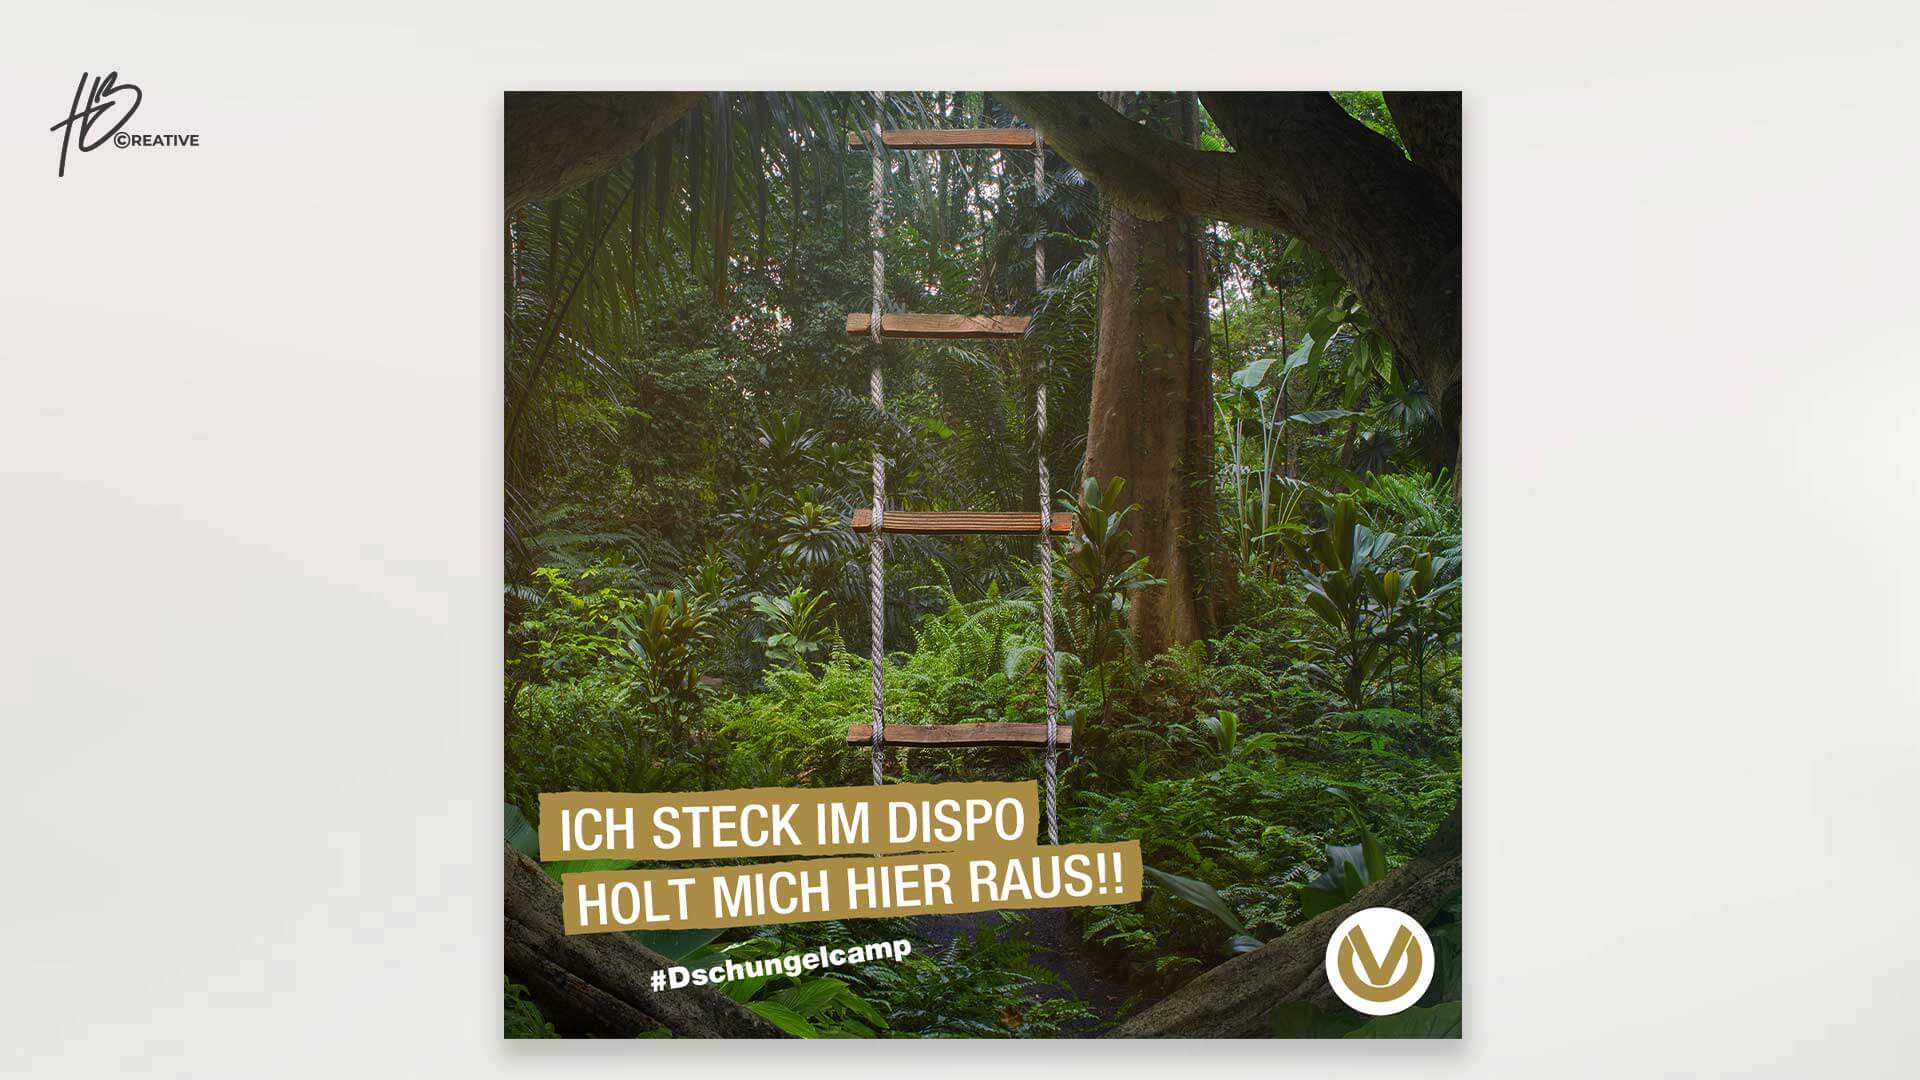 HB
©REATIVE
ICH STECK IM DISPO
HOLT MICH HIER RAUS!!
#Dschungelcamp